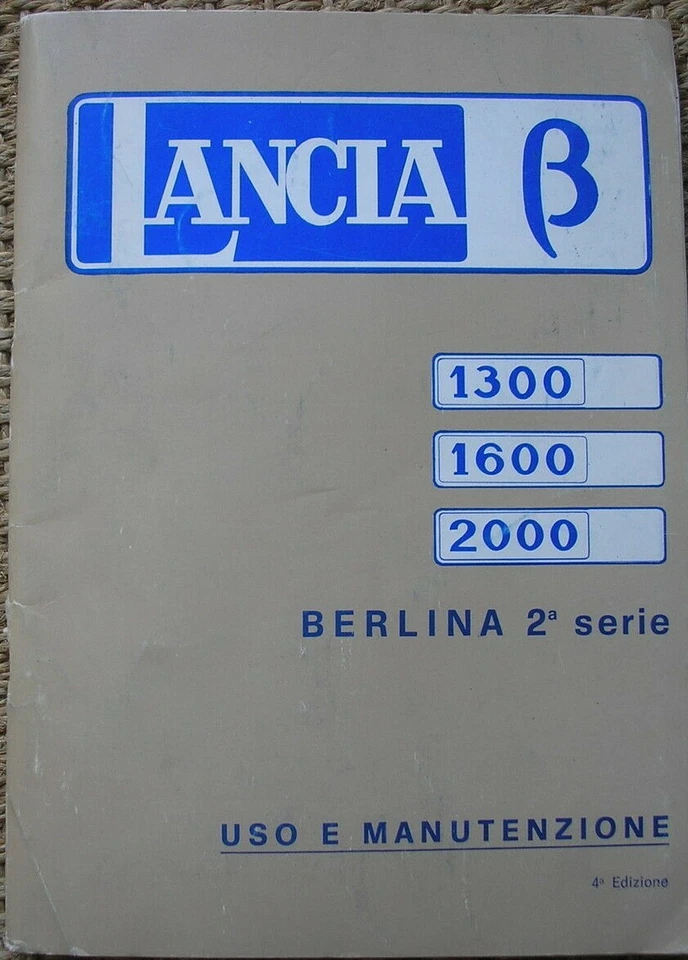 LANCIA β
1300
1600
2000
BERLINA 2ª serie
USO E MANUTENZIONE
4ª Edizione